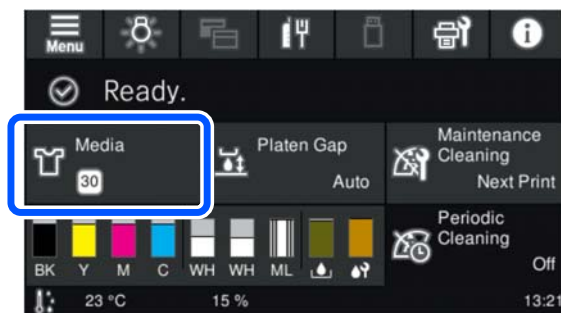 Menu
Ready.
Media
30
Platen Gap
Auto
Maintenance
Cleaning
Next Print
BK Y M C WH WH ML
Periodic
Cleaning
Off
23 °C 15 % 13:21